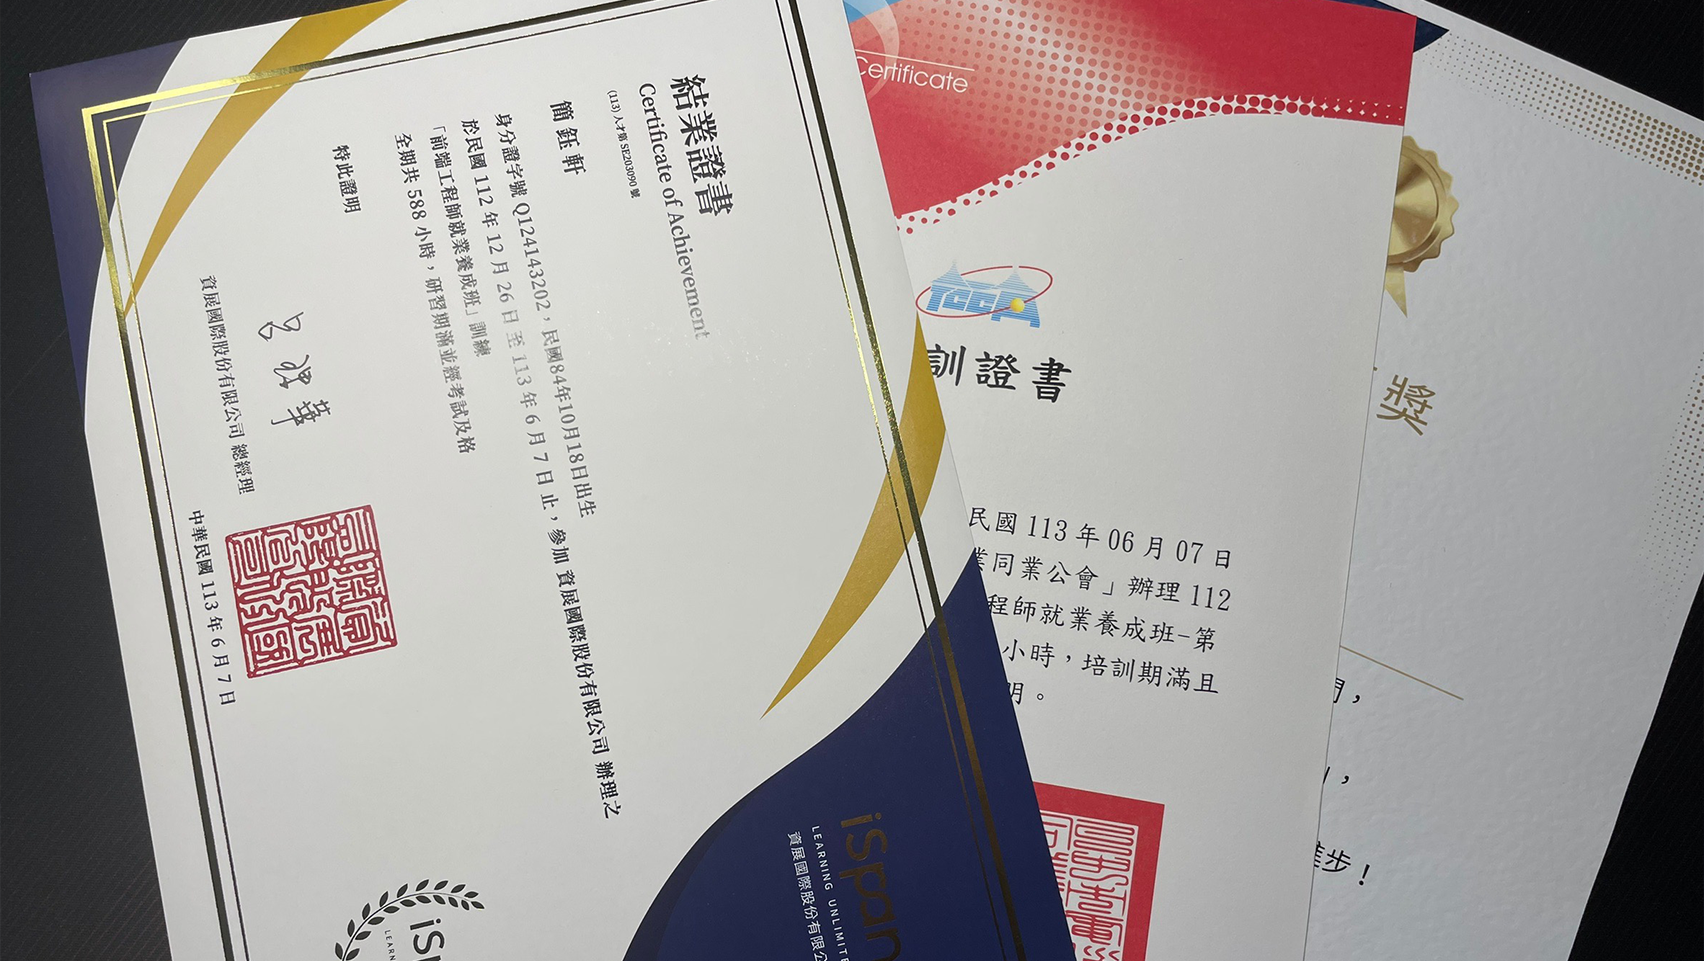 結業證書
Certificate of Achievement
(113)人才第 SE203090 號
簡鈺軒
身分證字號 Q124143202，民國84年10月18日出生
於民國 112 年 12 月 26 日 至 113 年 6 月 7 日 止，參加 資展國際股份有限公司 辦理之
「前端工程師就業養成班」訓練
全期共 588 小時，研習期滿並經考試及格
特此證明
資展國際股份有限公司 總經理
中華民國 113 年 6 月 7 日
ispan
LEARNING UNLIMITE
資展國際股份有限公
iS
LEAR
Certificate
TCCA
訓證書
民國 113 年 06 月 07 日
業同業公會」辦理 112
程師就業養成班-第
小時，培訓期滿且
明。
獎
，
，
進步！